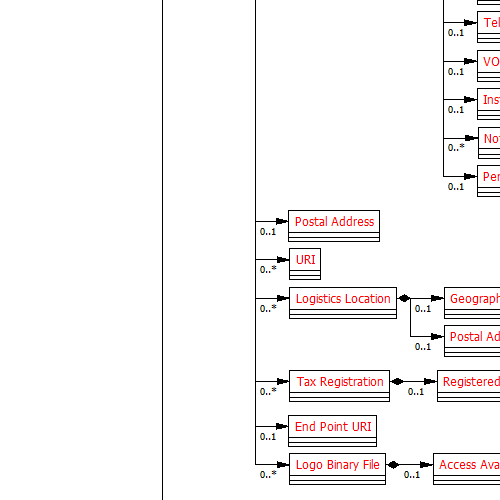 Tel
0..1
VO
0..1
Ins
0..1
No
0..*
Per
0..1
Postal Address
0..1
URI
0..*
Logistics Location
0..*
Geograph
0..1
Postal Ad
0..1
Tax Registration
0..*
Registered
0..1
End Point URI
0..1
Logo Binary File
0..*
Access Ava
0..1